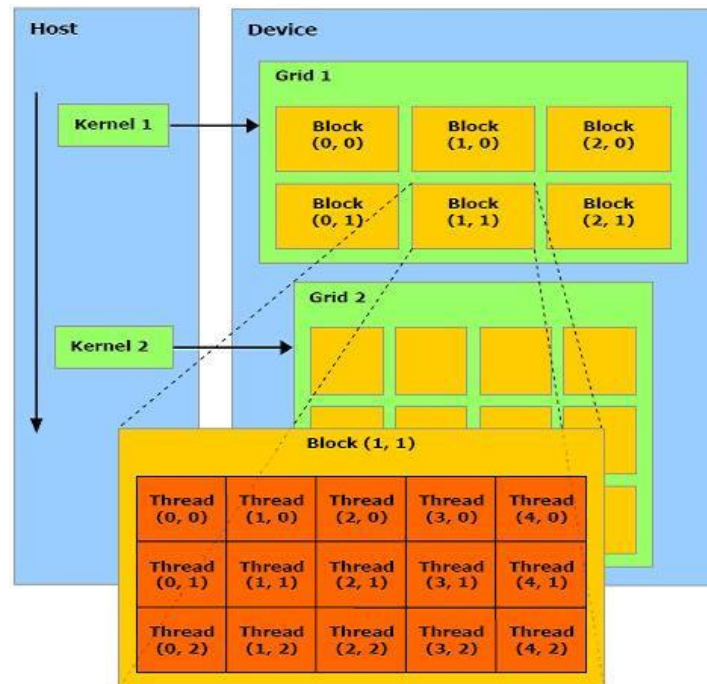 Host
Device
Grid 1
Kernel 1
Block
(0, 0)
Block
(1, 0)
Block
(2, 0)
Block
(0, 1)
Block
(1, 1)
Block
(2, 1)
Grid 2
Kernel 2
Block (1, 1)
Thread
(0, 0)
Thread
(1, 0)
Thread
(2, 0)
Thread
(3, 0)
Thread
(4, 0)
Thread
(0, 1)
Thread
(1, 1)
Thread
(2, 1)
Thread
(3, 1)
Thread
(4, 1)
Thread
(0, 2)
Thread
(1, 2)
Thread
(2, 2)
Thread
(3, 2)
Thread
(4, 2)